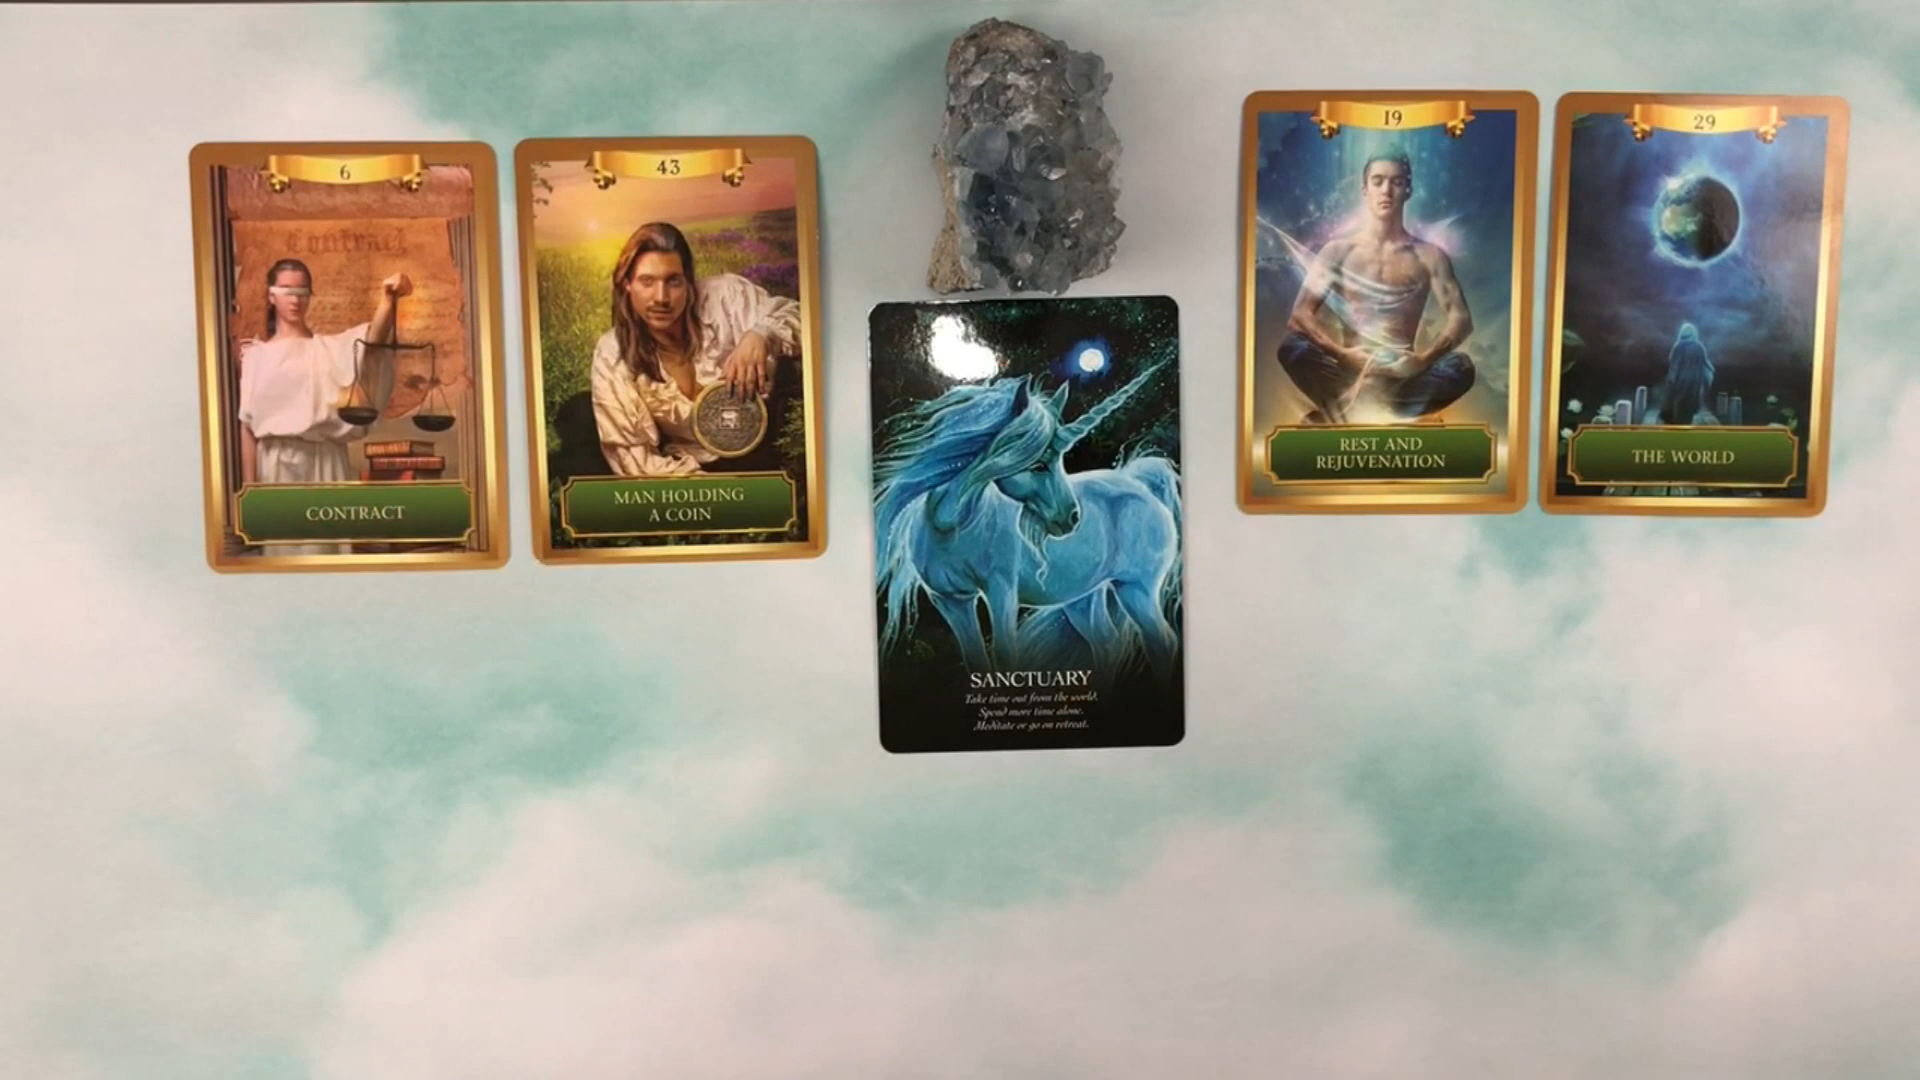 6
Contract
CONTRACT
43
MAN HOLDING
A COIN
SANCTUARY
Take time out from the world.
Spend more time alone.
Meditate or go on retreat.
19
REST AND
REJUVENATION
29
THE WORLD